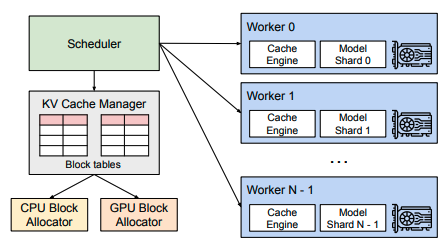 Scheduler
KV Cache Manager
Block tables
CPU Block
Allocator
GPU Block
Allocator
Worker 0
Cache
Engine
Model
Shard 0
Worker 1
Cache
Engine
Model
Shard 1
...
Worker N - 1
Cache
Engine
Model
Shard N - 1